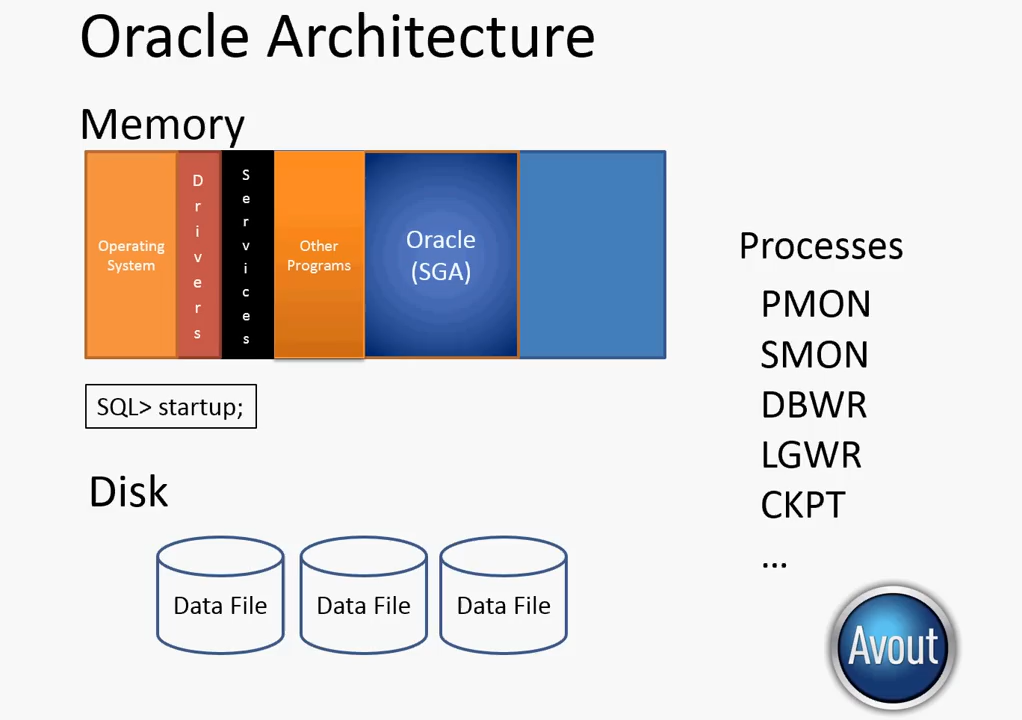 Oracle Architecture
Memory
Operating
System
Drivers
Services
Other
Programs
Oracle
(SGA)
SQL> startup;
Disk
Data File
Data File
Data File
Processes
PMON
SMON
DBWR
LGWR
CKPT
...
Avout